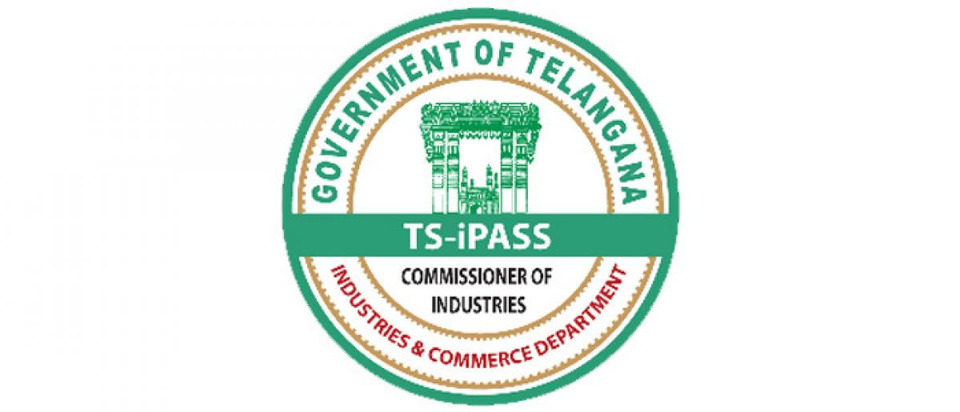 GOVERNMENT OF TELANGANA
TS-iPASS
COMMISSIONER OF
INDUSTRIES
INDUSTRIES & COMMERCE DEPARTMENT